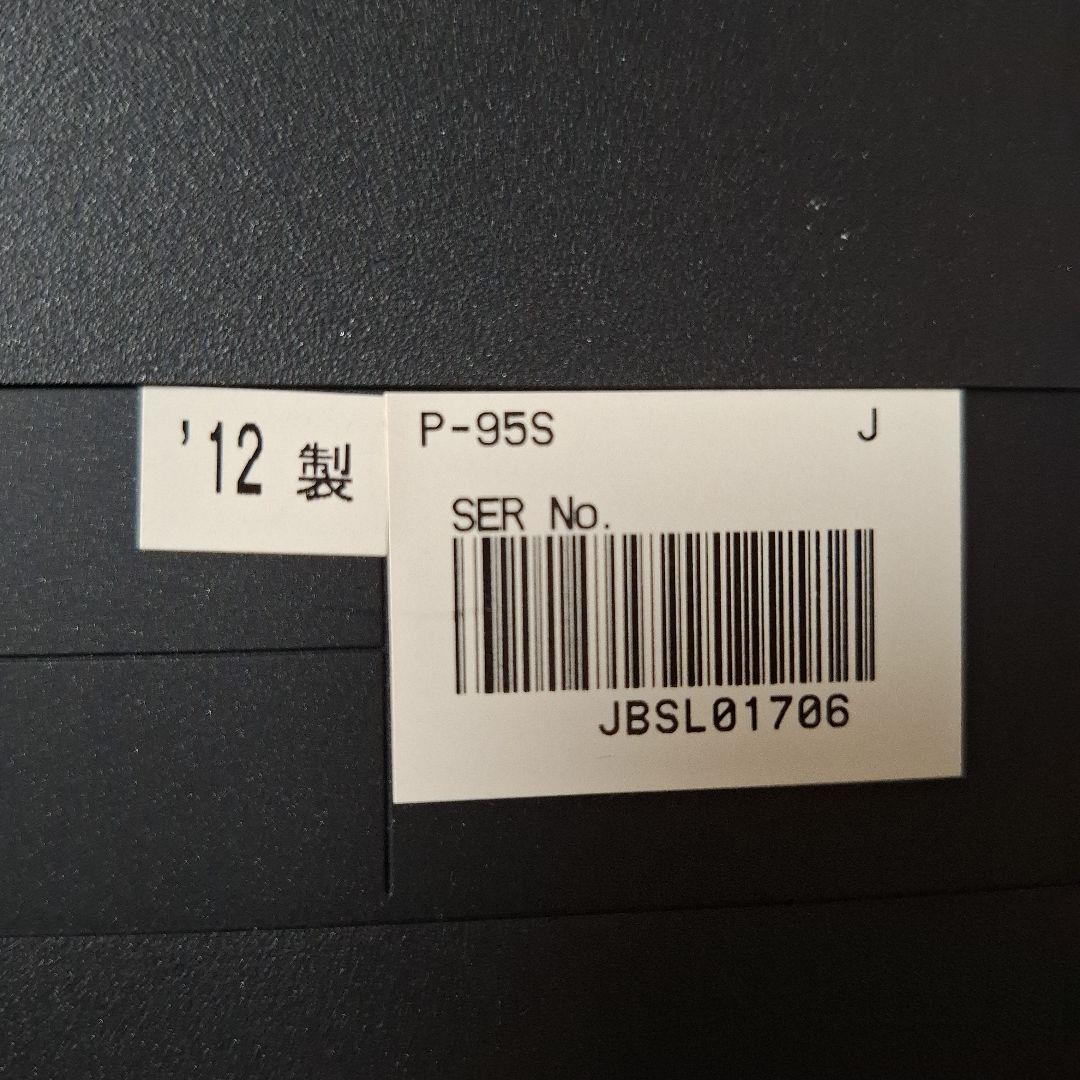 '12 製
P-95S J
SER No.
JBSL01706